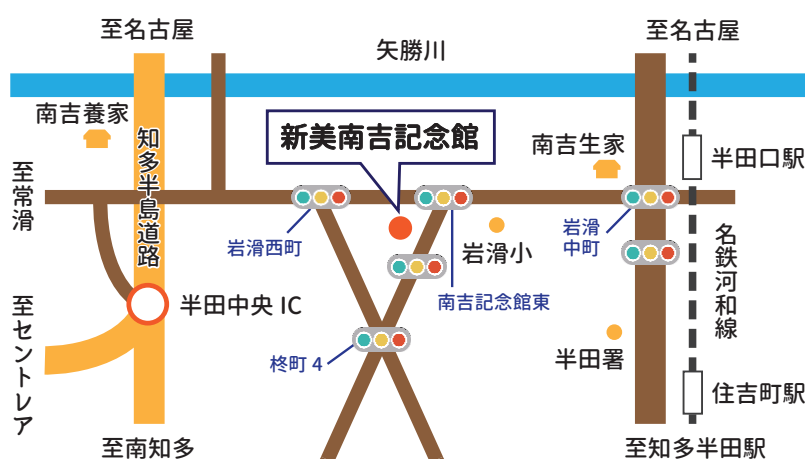 至名古屋
矢勝川
至名古屋
南吉養家
新美南吉記念館
南吉生家
半田口駅
知多半島道路
至常滑
岩滑西町
岩滑小
岩滑
中町
名鉄河和線
半田中央 IC
南吉記念館東
至セントレア
柊町 4
半田署
住吉町駅
至南知多
至知多半田駅